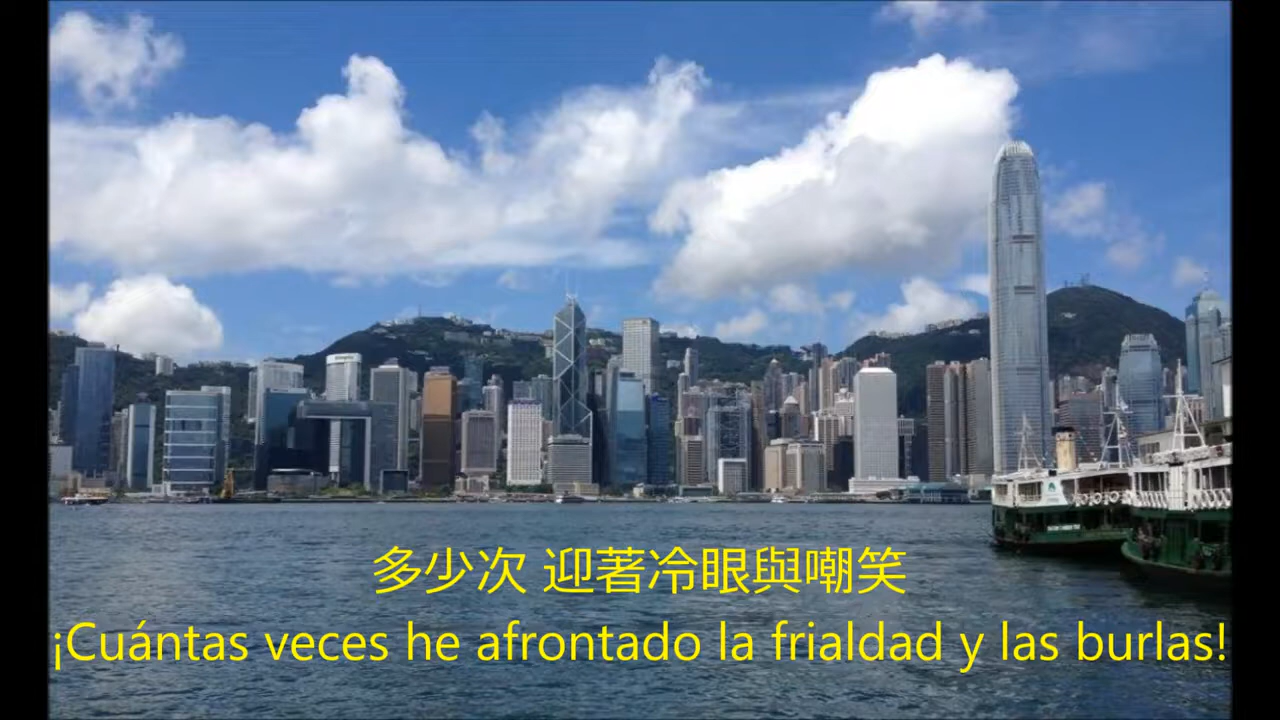 多少次 迎著冷眼與嘲笑
¡Cuántas veces he afrontado la frialdad y las burlas!